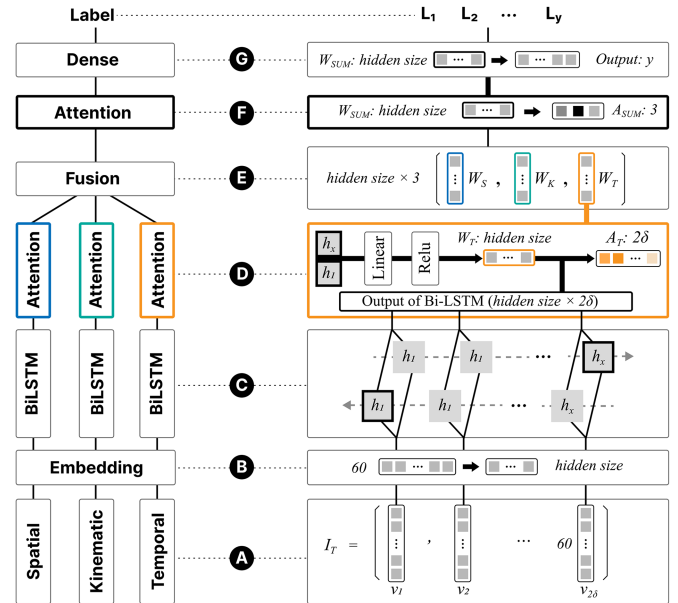 Label
L1 L2 ... Ly
Dense
G
WSUM: hidden size
...
...
Output: y
Attention
F
WSUM: hidden size
...
ASUM: 3
Fusion
E
hidden size × 3
WS , WK , WT
Attention
Attention
Attention
D
hx
h1
Linear
Relu
WT: hidden size
...
AT: 2δ
...
Output of Bi-LSTM (hidden size × 2δ)
BiLSTM
BiLSTM
BiLSTM
C
h1 h1 ... hx
h1 h1 ... hx
Embedding
B
60
...
...
hidden size
Spatial
Kinematic
Temporal
A
IT = , ... 60
v1 v2 v2δ